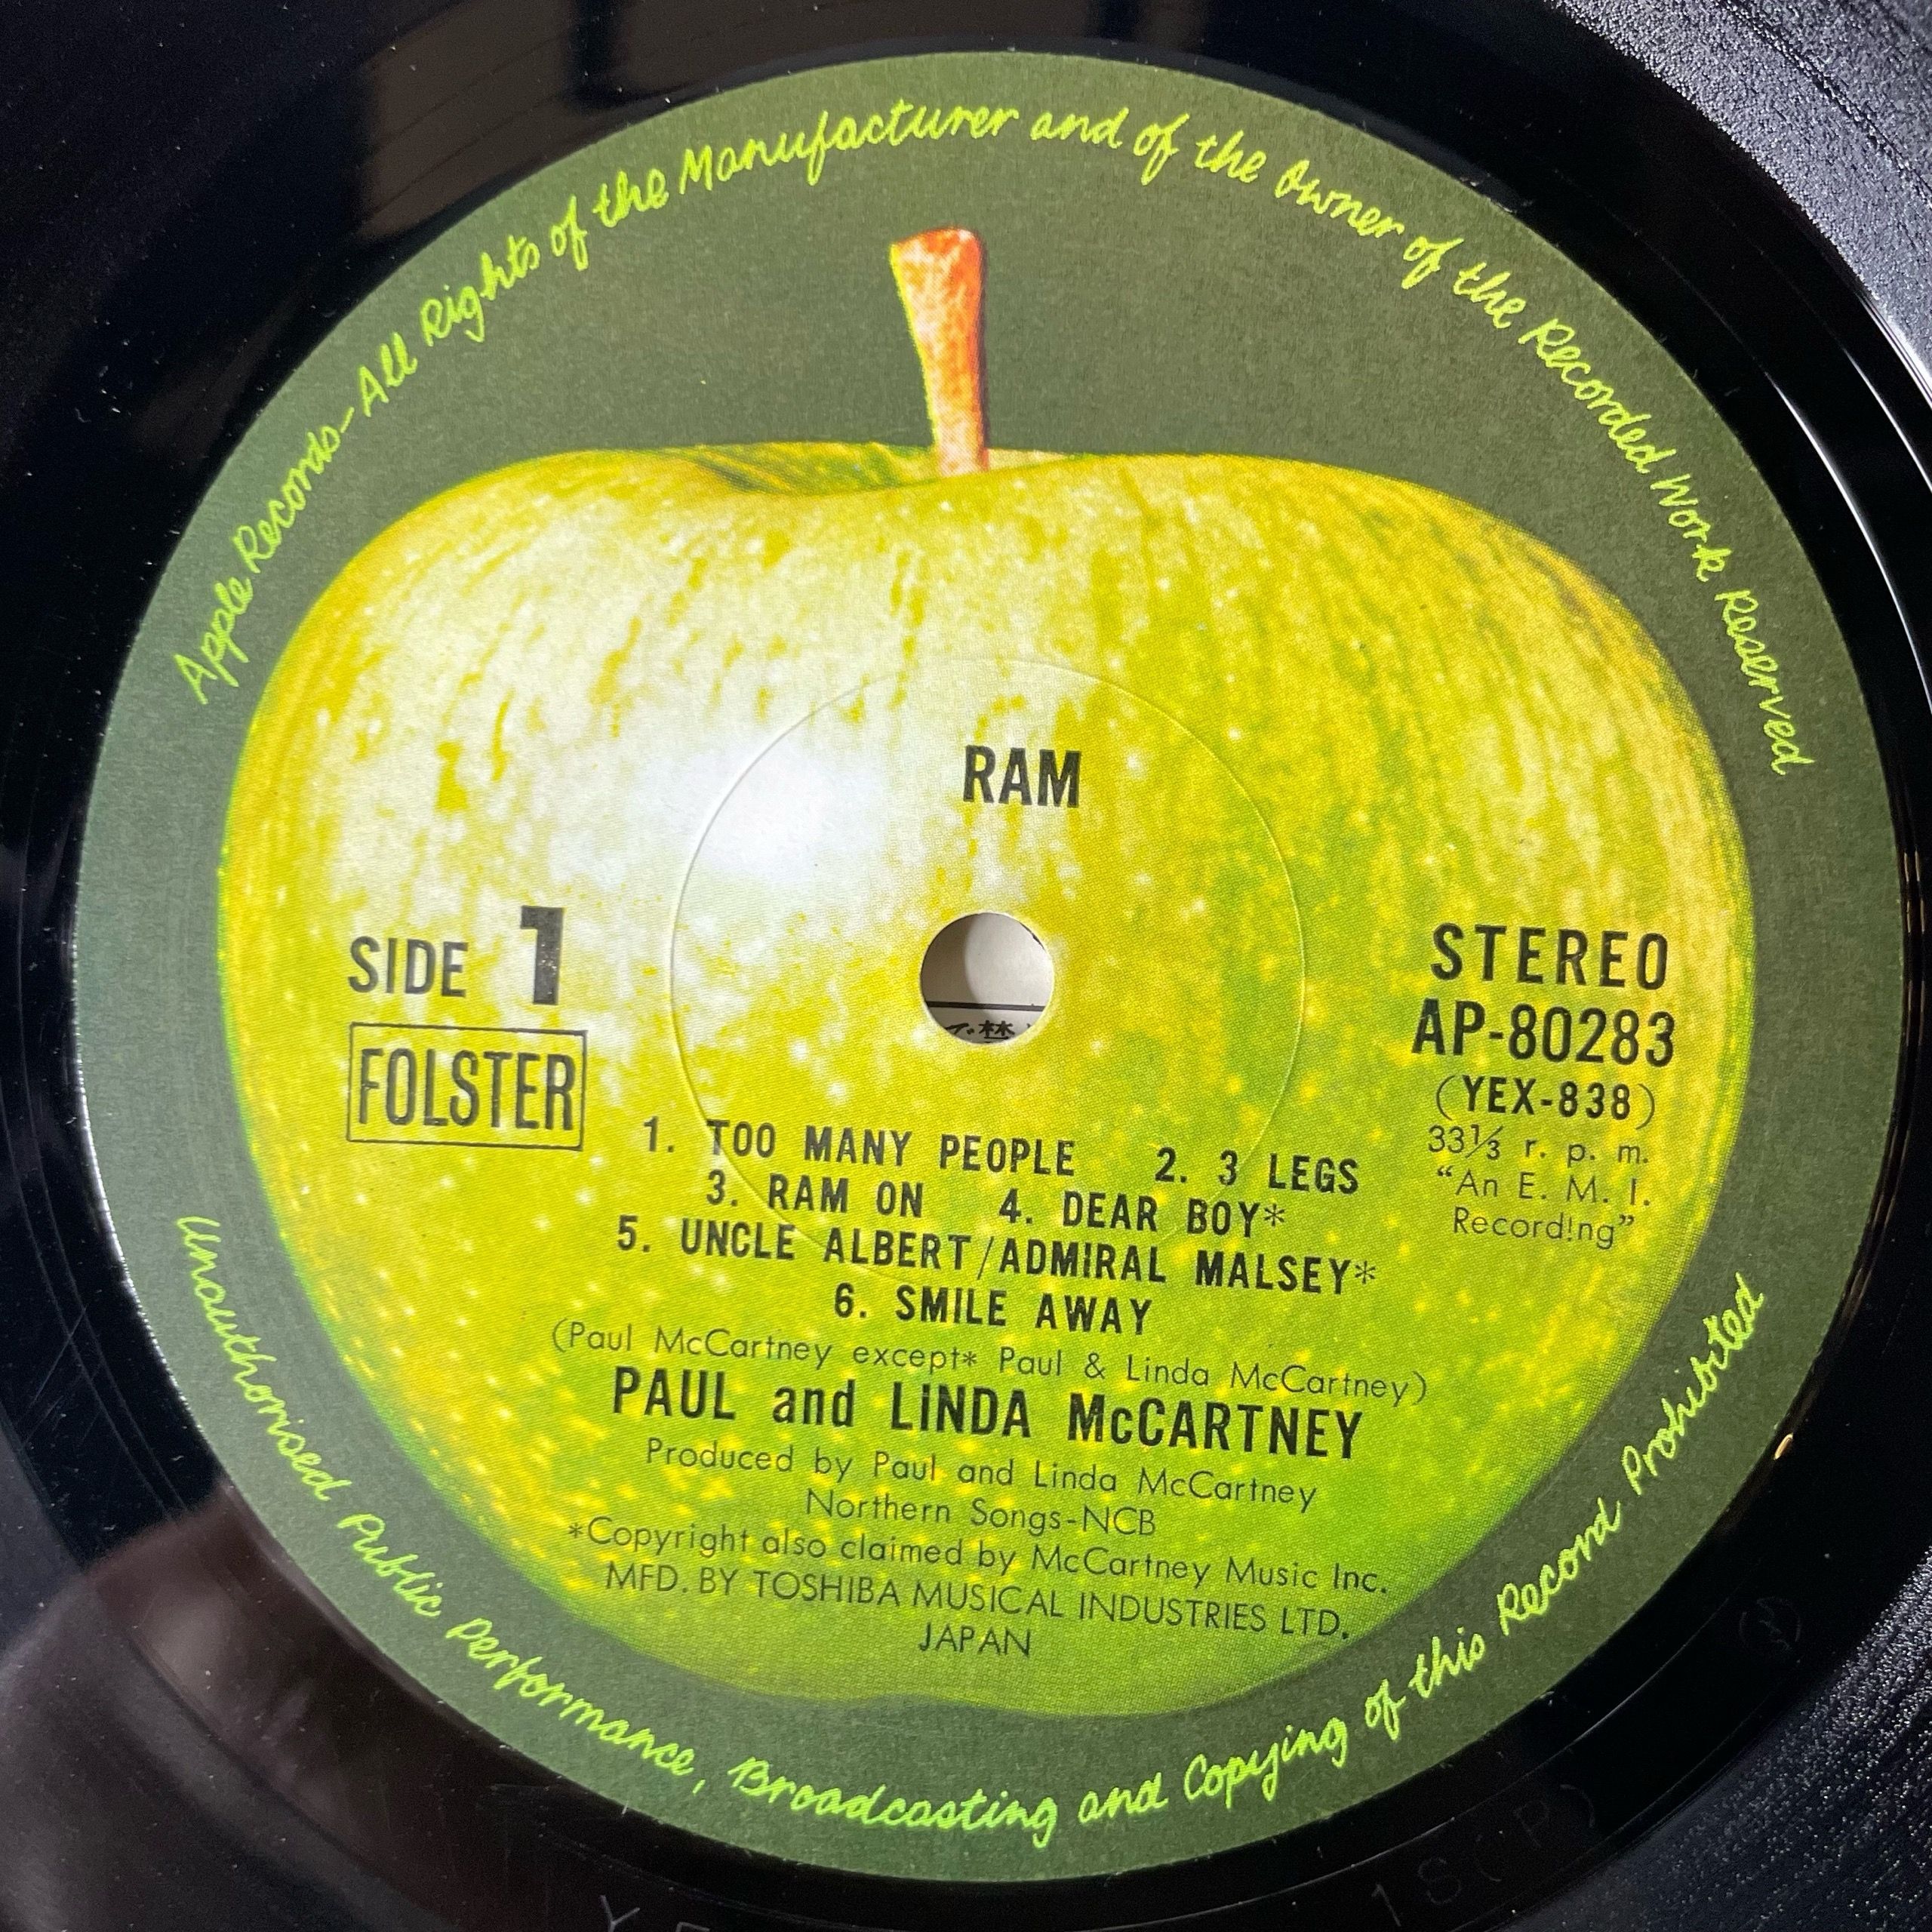 Apple Records—All Rights of the Manufacturer and of the Owner of the Recorded Work Reserved
RAM
SIDE 1
FOLSTER
STEREO
AP-80283
(YEX-838)
33⅓ r. p. m.
“An E. M. I.
Record!ng”
1. TOO MANY PEOPLE 2. 3 LEGS
3. RAM ON 4. DEAR BOY*
5. UNCLE ALBERT/ADMIRAL MALSEY*
6. SMILE AWAY
(Paul McCartney except* Paul & Linda McCartney)
PAUL and LINDA McCARTNEY
Produced by Paul and Linda McCartney
Northern Songs-NCB
*Copyright also claimed by McCartney Music Inc.
MFD. BY TOSHIBA MUSICAL INDUSTRIES LTD.
JAPAN
Unauthorised Public Performance, Broadcasting and Copying of this Record Prohibited